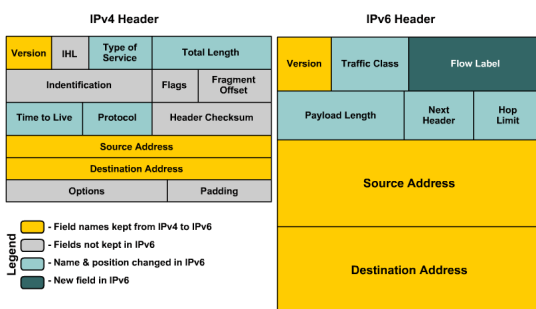 IPv4 Header
Version IHL Type of Service Total Length
Indentification Flags Fragment Offset
Time to Live Protocol Header Checksum
Source Address
Destination Address
Options Padding
Legend
- Field names kept from IPv4 to IPv6
- Fields not kept in IPv6
- Name & position changed in IPv6
- New field in IPv6
IPv6 Header
Version Traffic Class Flow Label
Payload Length Next Header Hop Limit
Source Address
Destination Address